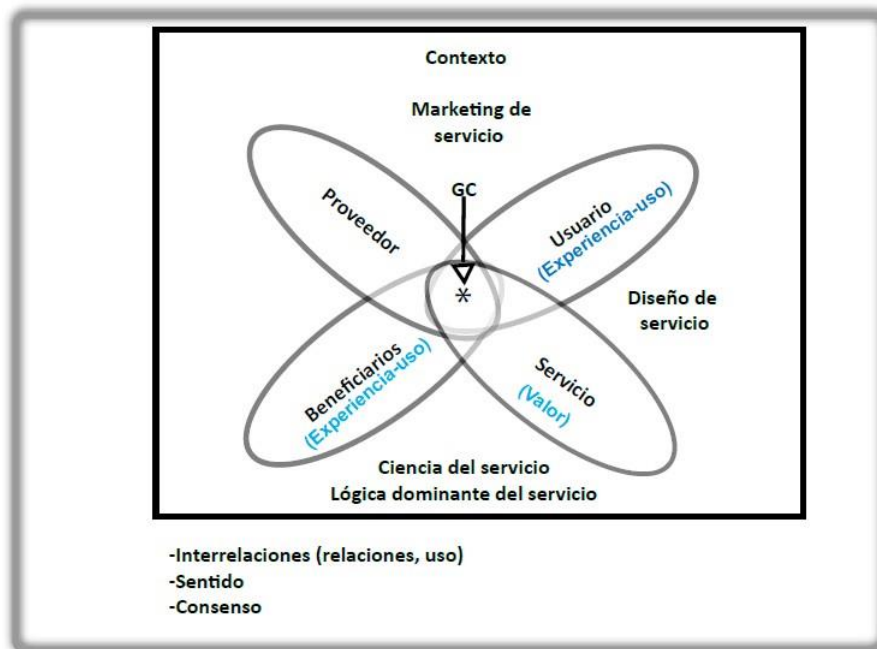 Contexto
Marketing de
servicio
GC
Proveedor
Usuario
(Experiencia-uso)
*
Diseño de
servicio
Beneficiarios
(Experiencia-uso)
Servicio
(Valor)
Ciencia del servicio
Lógica dominante del servicio
-Interrelaciones (relaciones, uso)
-Sentido
-Consenso